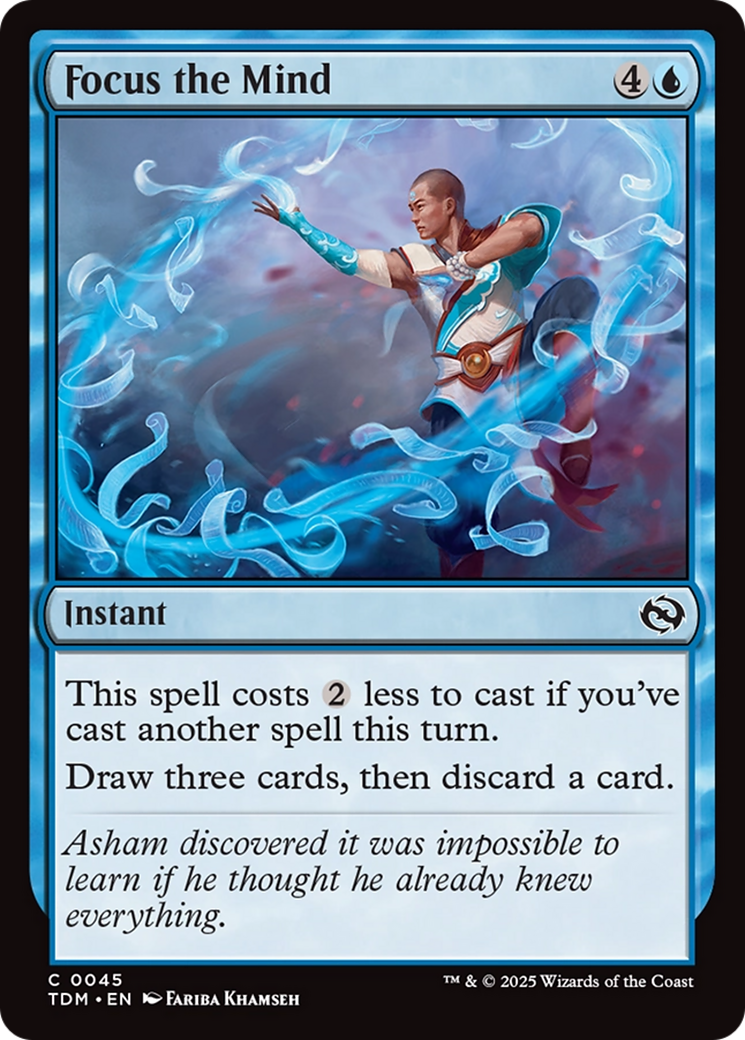 Focus the Mind 4
Instant
This spell costs 2 less to cast if you've
cast another spell this turn.
Draw three cards, then discard a card.
Asham discovered it was impossible to
learn if he thought he already knew
everything.
C 0045
TDM • EN Fariba Khamseh
™ & © 2025 Wizards of the Coast